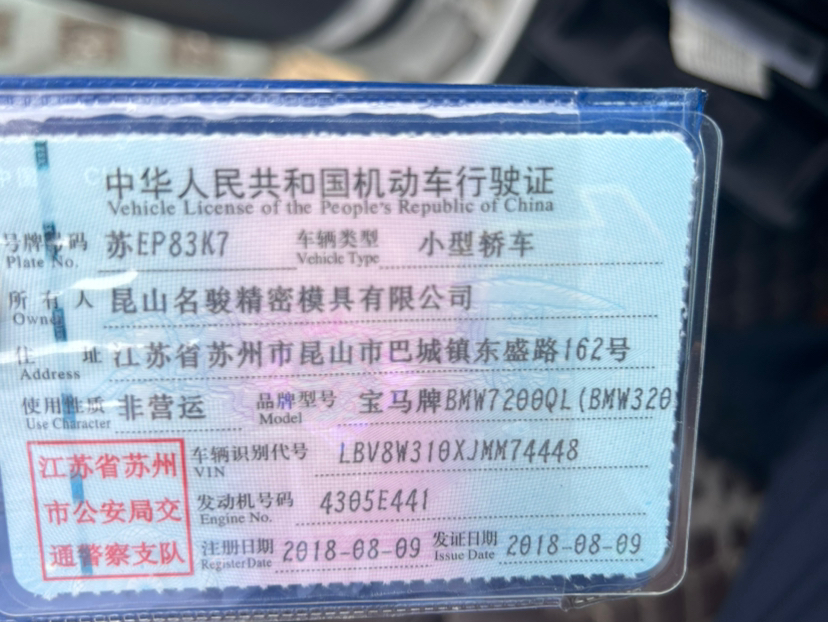 中华人民共和国机动车行驶证
Vehicle License of the People's Republic of China
号牌号码 苏EP83K7 车辆类型 小型轿车
Plate No. Vehicle Type
所有人 昆山名骏精密模具有限公司
Owner
住址 江苏省苏州市昆山市巴城镇东盛路162号
Address
使用性质 非营运 品牌型号 宝马牌BMW7200QL(BMW320
Use Character Model
江苏省苏州
市公安局交
通警察支队
车辆识别代号 LBV8W310XJMM74448
VIN
发动机号码 4305E441
Engine No.
注册日期 2018-08-09 发证日期 2018-08-09
Register Date Issue Date